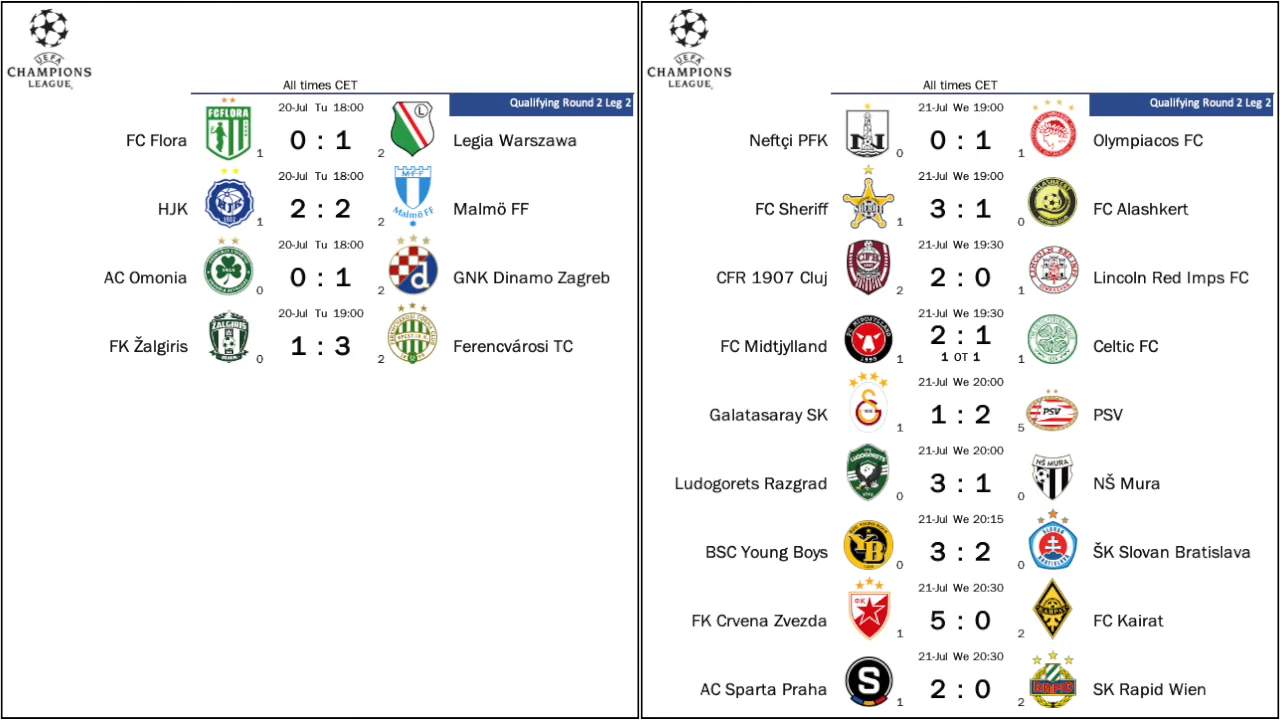 UEFA
CHAMPIONS
LEAGUE
All times CET
20-Jul Tu 18:00
Qualifying Round 2 Leg 2
FC Flora 1 0 : 1 2 Legia Warszawa
20-Jul Tu 18:00
HJK 1 2 : 2 2 Malmö FF
20-Jul Tu 18:00
AC Omonia 0 0 : 1 2 GNK Dinamo Zagreb
20-Jul Tu 19:00
FK Žalgiris 0 1 : 3 2 Ferencvárosi TC
UEFA
CHAMPIONS
LEAGUE
All times CET
21-Jul We 19:00
Qualifying Round 2 Leg 2
Neftçi PFK 0 0 : 1 1 Olympiacos FC
21-Jul We 19:00
FC Sheriff 1 3 : 1 0 FC Alashkert
21-Jul We 19:30
CFR 1907 Cluj 2 2 : 0 1 Lincoln Red Imps FC
21-Jul We 19:30
FC Midtjylland 1 2 : 1 1 Celtic FC
1 OT 1
21-Jul We 20:00
Galatasaray SK 1 1 : 2 5 PSV
21-Jul We 20:00
Ludogorets Razgrad 0 3 : 1 0 NŠ Mura
21-Jul We 20:15
BSC Young Boys 0 3 : 2 0 ŠK Slovan Bratislava
21-Jul We 20:30
FK Crvena Zvezda 1 5 : 0 2 FC Kairat
21-Jul We 20:30
AC Sparta Praha 1 2 : 0 2 SK Rapid Wien